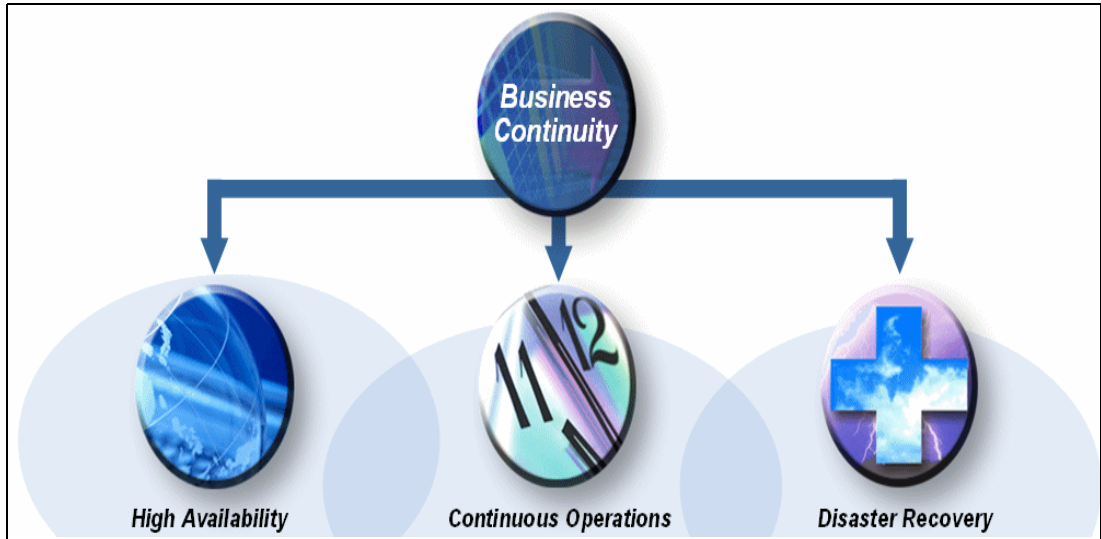 Business
Continuity
12
11
High Availability
Continuous Operations
Disaster Recovery